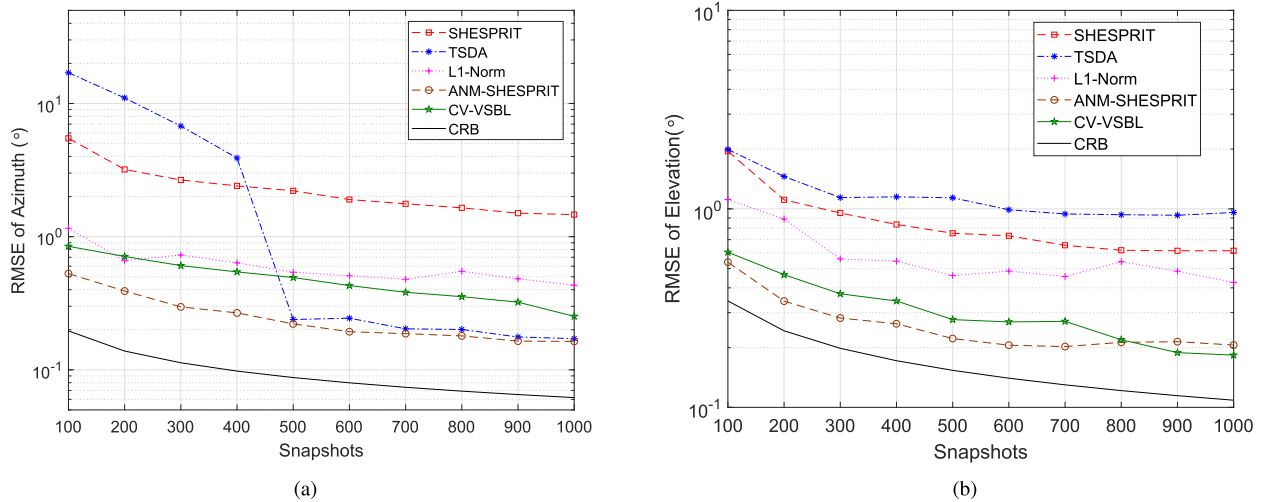 SHESPRIT
TSDA
L1-Norm
ANM-SHESPRIT
CV-VSBL
CRB
10^1
10^0
10^-1
RMSE of Azimuth (°)
100 200 300 400 500 600 700 800 900 1000
Snapshots
(a)
SHESPRIT
TSDA
L1-Norm
ANM-SHESPRIT
CV-VSBL
CRB
10^1
10^0
10^-1
RMSE of Elevation(°)
100 200 300 400 500 600 700 800 900 1000
Snapshots
(b)